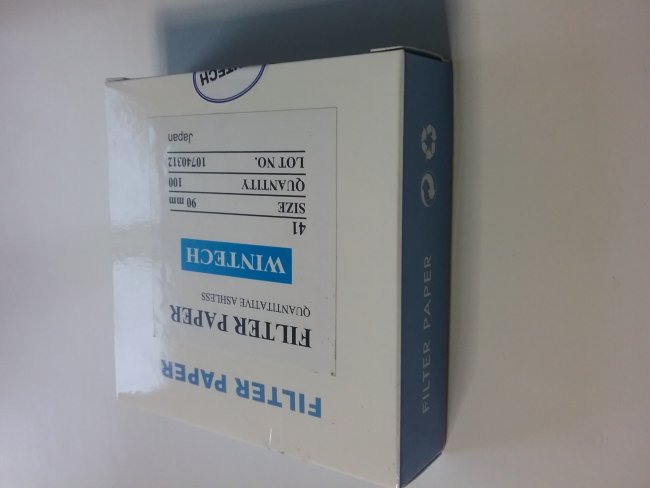 FILTER PAPER
FILTER PAPER
QUANTITATIVE ASHLESS
WINTECH
41
SIZE 90 mm
QUANTITY 100
LOT NO. 10740312
Japan
NTECH
FILTER PAPER